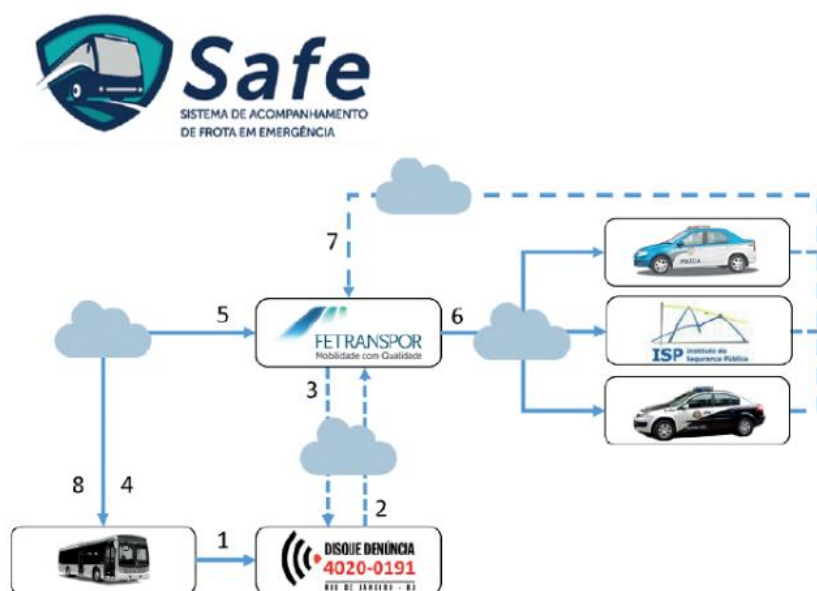 Safe
SISTEMA DE ACOMPANHAMENTO
DE FROTA EM EMERGÊNCIA
7
5
FETRANSPOR
Mobilidade com Qualidade
6
POLÍCIA
ISP Instituto de
Segurança Pública
3
2
8
4
1
DISQUE DENÚNCIA
4020-0191
RIO DE JANEIRO - RJ